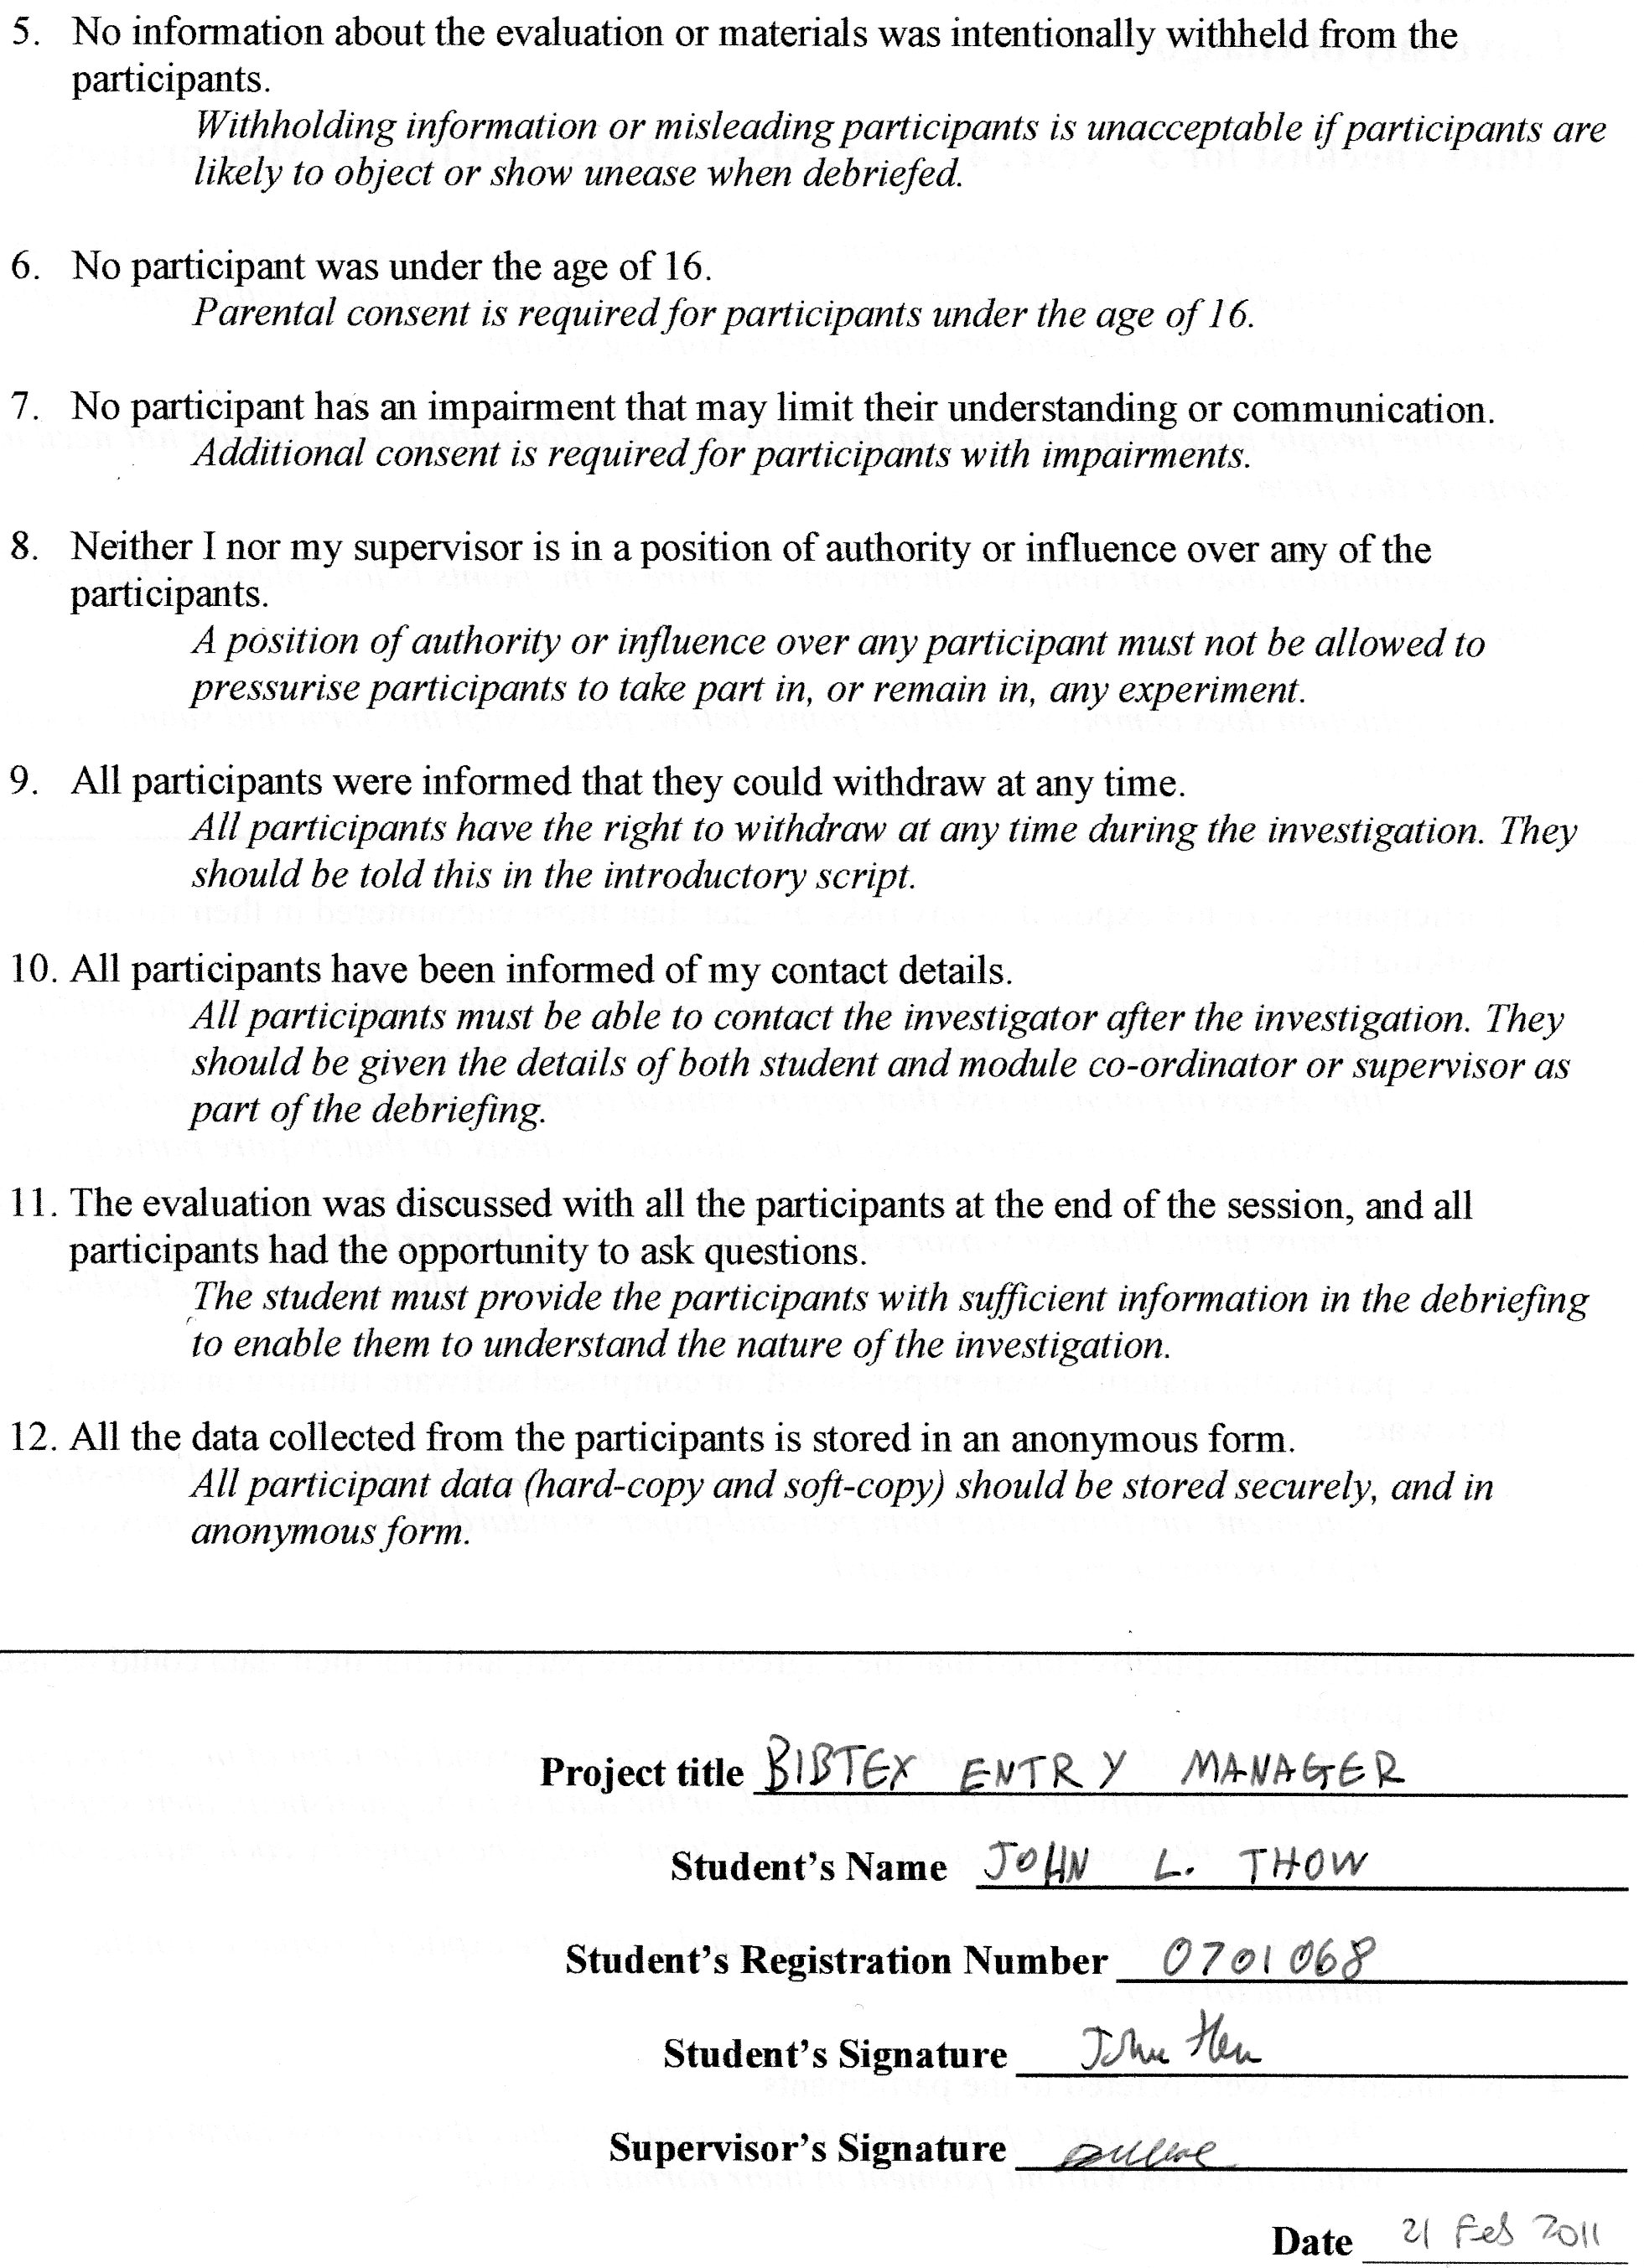 5. No information about the evaluation or materials was intentionally withheld from the
participants.
Withholding information or misleading participants is unacceptable if participants are
likely to object or show unease when debriefed.
6. No participant was under the age of 16.
Parental consent is required for participants under the age of 16.
7. No participant has an impairment that may limit their understanding or communication.
Additional consent is required for participants with impairments.
8. Neither I nor my supervisor is in a position of authority or influence over any of the
participants.
A position of authority or influence over any participant must not be allowed to
pressurise participants to take part in, or remain in, any experiment.
9. All participants were informed that they could withdraw at any time.
All participants have the right to withdraw at any time during the investigation. They
should be told this in the introductory script.
10. All participants have been informed of my contact details.
All participants must be able to contact the investigator after the investigation. They
should be given the details of both student and module co-ordinator or supervisor as
part of the debriefing.
11. The evaluation was discussed with all the participants at the end of the session, and all
participants had the opportunity to ask questions.
The student must provide the participants with sufficient information in the debriefing
to enable them to understand the nature of the investigation.
12. All the data collected from the participants is stored in an anonymous form.
All participant data (hard-copy and soft-copy) should be stored securely, and in
anonymous form.
Project title BIBTEX ENTRY MANAGER
Student's Name JOHN L. THOW
Student's Registration Number 0701068
Student's Signature John
Supervisor's Signature
Date 21 Feb 2011